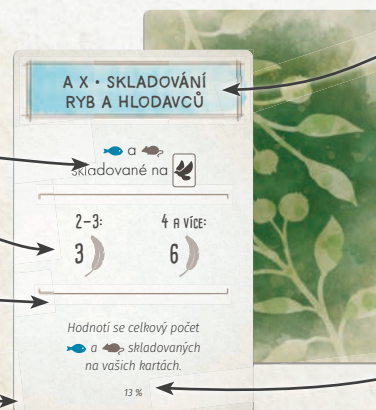 A X • SKLADOVÁNÍ
RYB A HLODAVCŮ
a
skladované na
2–3: 4 A VÍCE:
3 6
Hodnotí se celkový počet
a skladovaných
na vašich kartách.
13 %